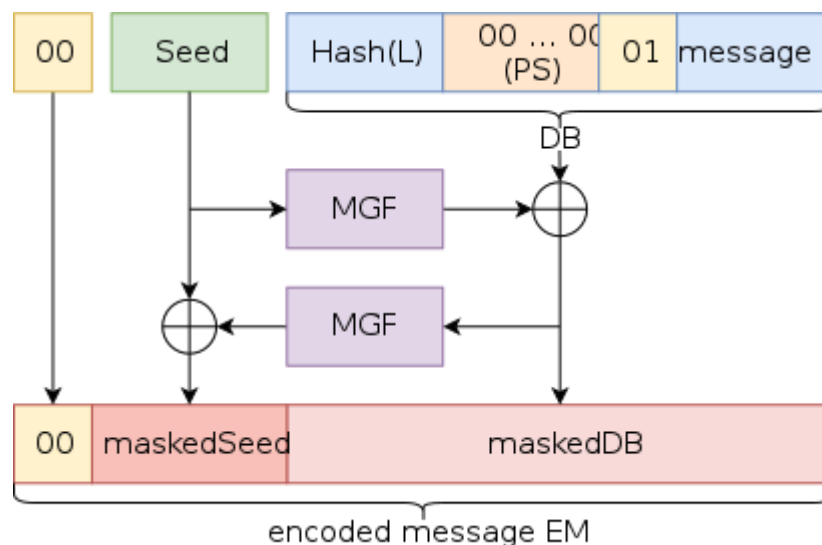 00
Seed
Hash(L)
00 ... 00
(PS)
01
message
DB
MGF
MGF
00
maskedSeed
maskedDB
encoded message EM